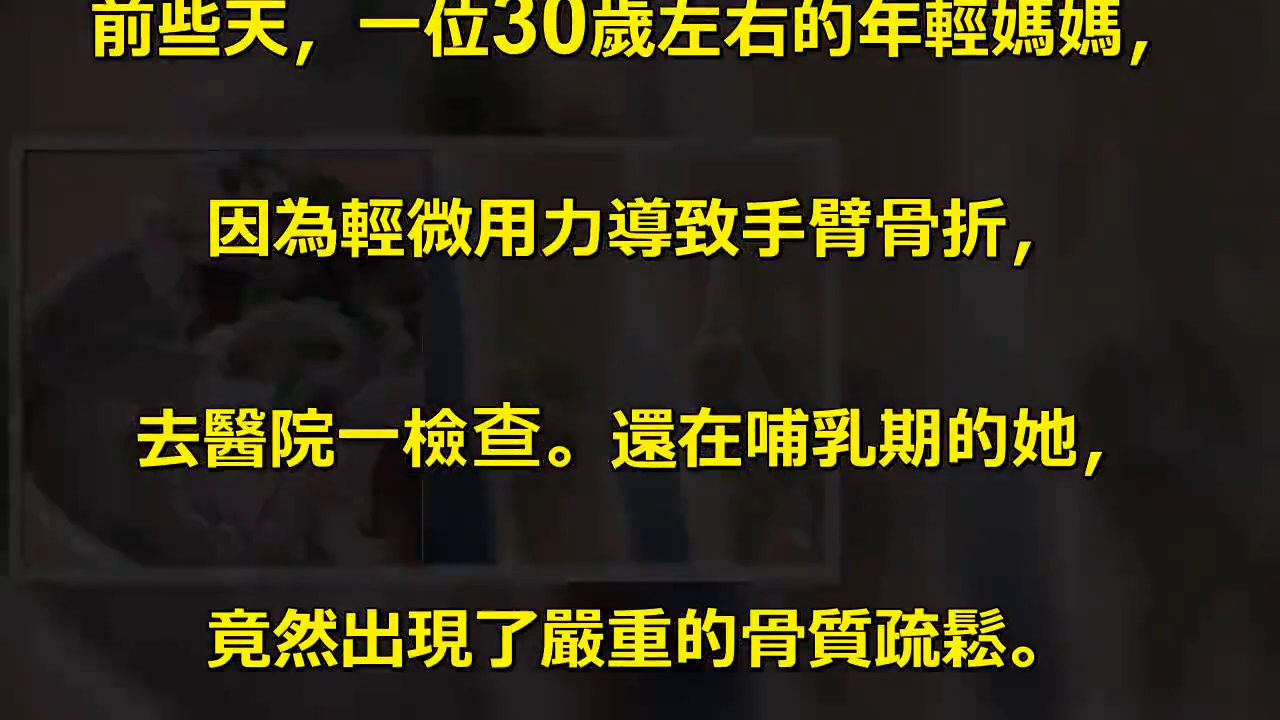 前些天，一位30歲左右的年輕媽媽，
因為輕微用力導致手臂骨折，
去醫院一檢查。還在哺乳期的她，
竟然出現了嚴重的骨質疏鬆。